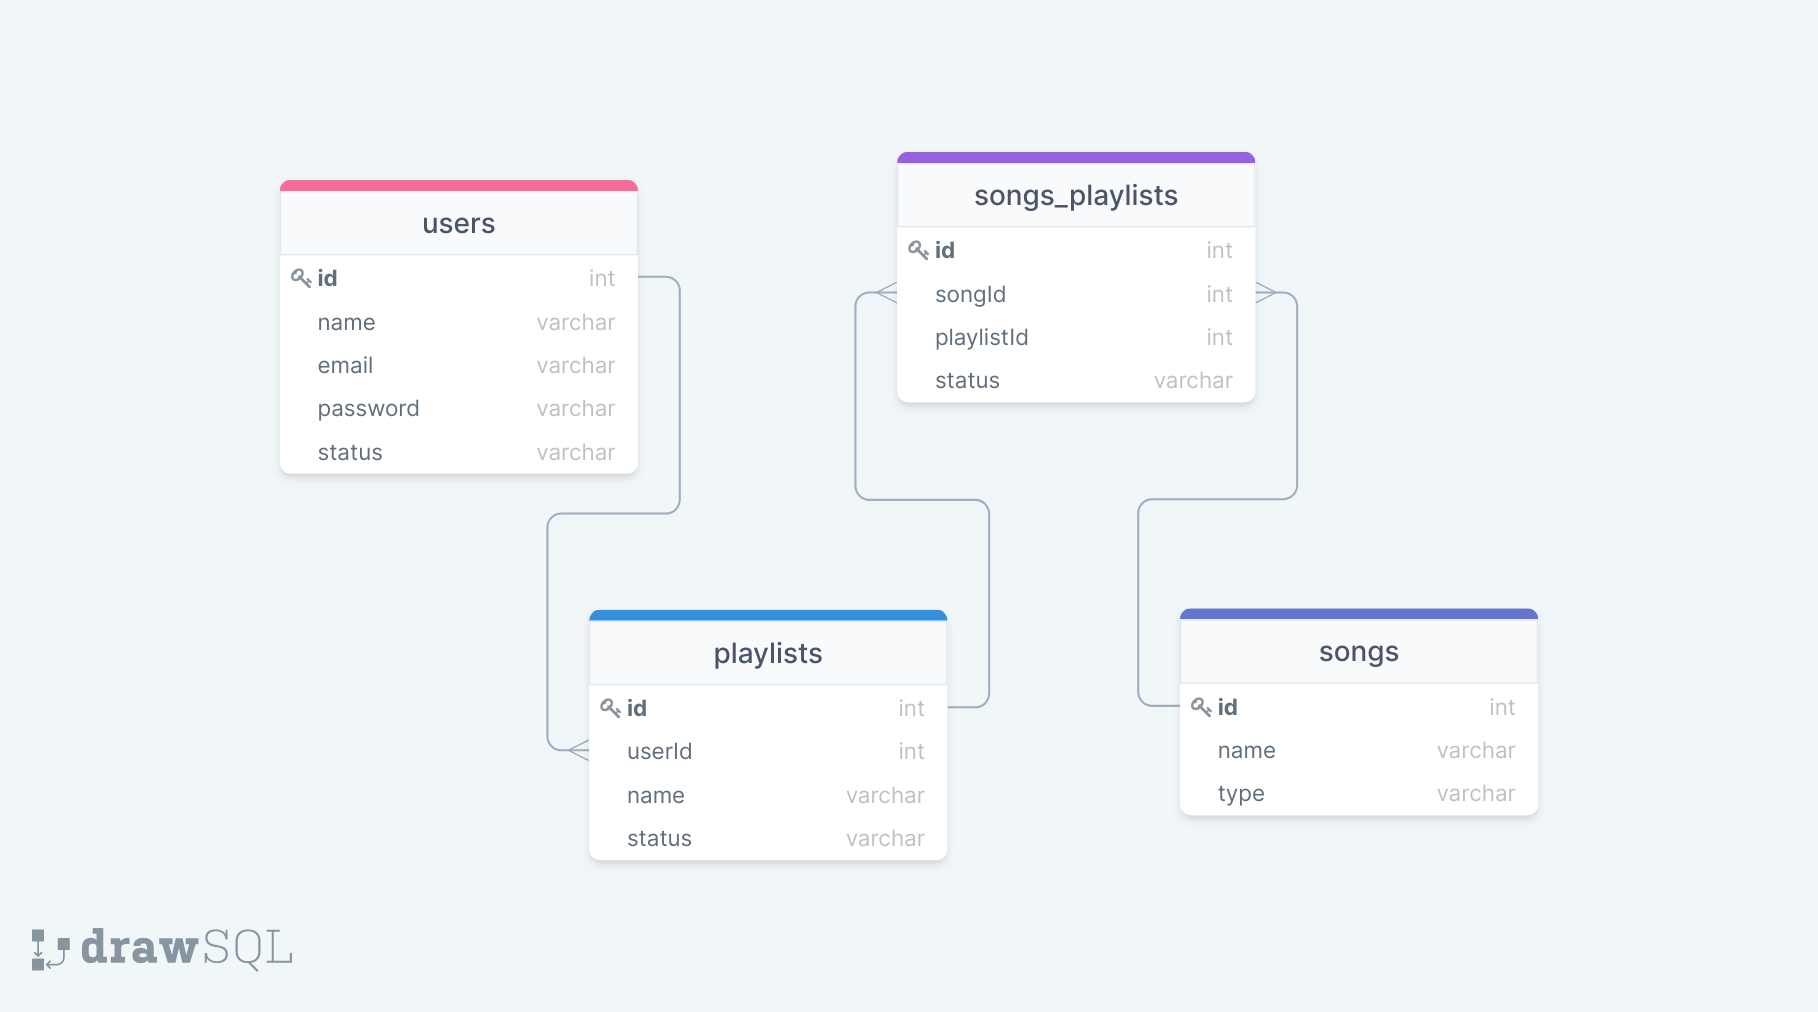 users
id int
name varchar
email varchar
password varchar
status varchar
songs_playlists
id int
songId int
playlistId int
status varchar
playlists
id int
userId int
name varchar
status varchar
songs
id int
name varchar
type varchar
drawSQL